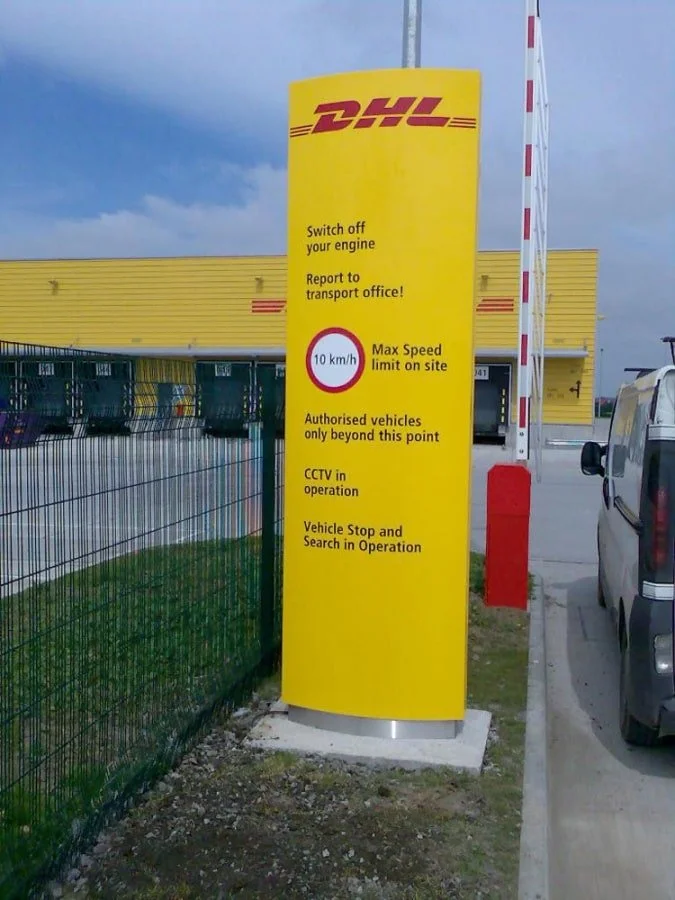 DHL
Switch off
your engine
Report to
transport office!
10 km/h
Max Speed
limit on site
Authorised vehicles
only beyond this point
CCTV in
operation
Vehicle Stop and
Search in Operation